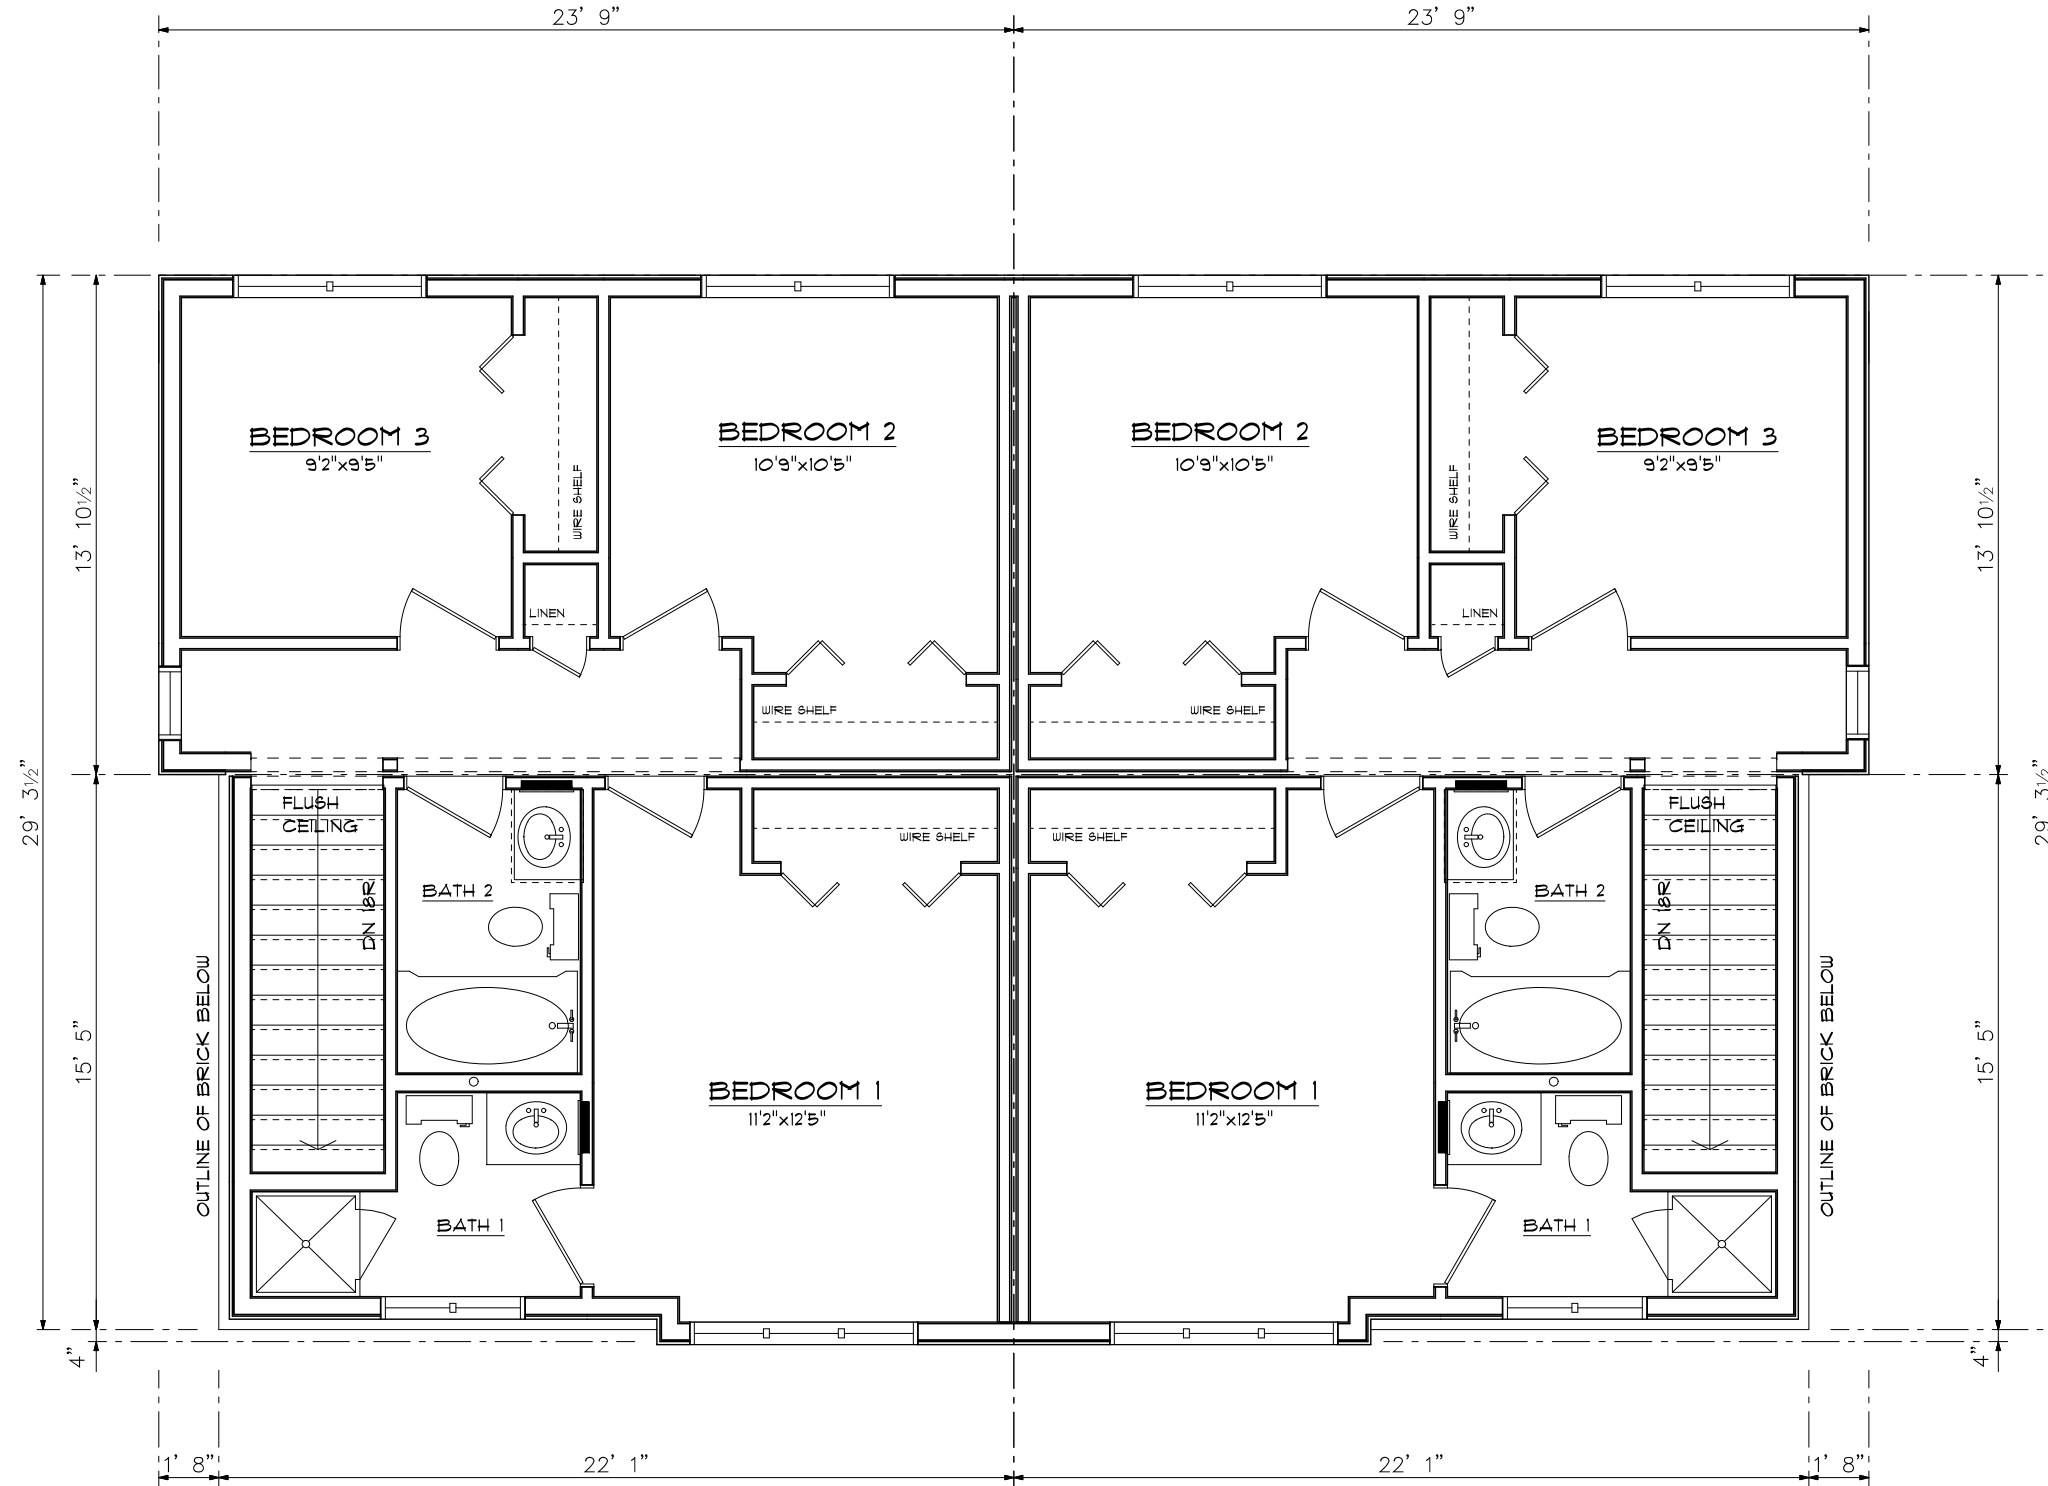 23' 9"
23' 9"
BEDROOM 3
9'2"x9'5"
WIRE SHELF
BEDROOM 2
10'9"x10'5"
BEDROOM 2
10'9"x10'5"
WIRE SHELF
BEDROOM 3
9'2"x9'5"
13' 10½"
13' 10½"
LINEN
LINEN
WIRE SHELF
WIRE SHELF
29' 3½"
29' 3½"
FLUSH
CEILING
FLUSH
CEILING
WIRE SHELF
WIRE SHELF
DN 18R
BATH 2
BATH 2
DN 18R
OUTLINE OF BRICK BELOW
OUTLINE OF BRICK BELOW
15' 5"
15' 5"
BEDROOM 1
11'2"x12'5"
BEDROOM 1
11'2"x12'5"
BATH 1
BATH 1
4"
4"
1' 8"
22' 1"
22' 1"
1' 8"